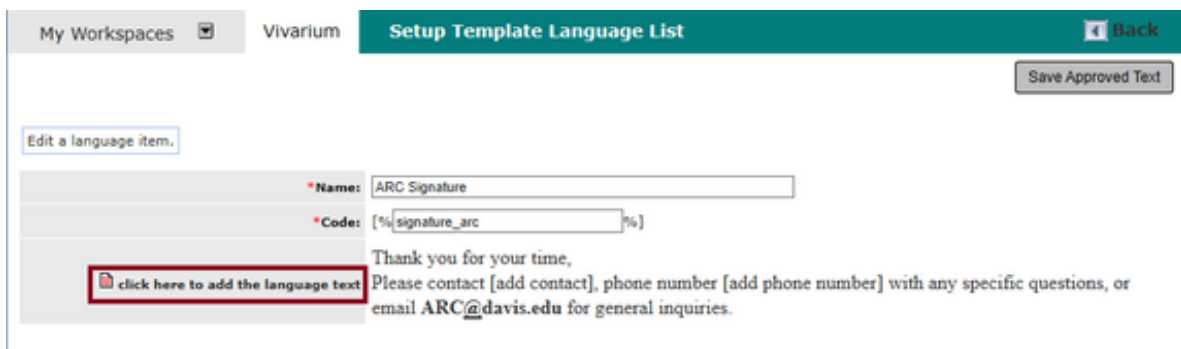 My Workspaces Vivarium Setup Template Language List Back
Save Approved Text
Edit a language item.
*Name: ARC Signature
*Code: [% signature_arc %]
Thank you for your time,
click here to add the language text Please contact [add contact], phone number [add phone number] with any specific questions, or
email ARC@davis.edu for general inquiries.